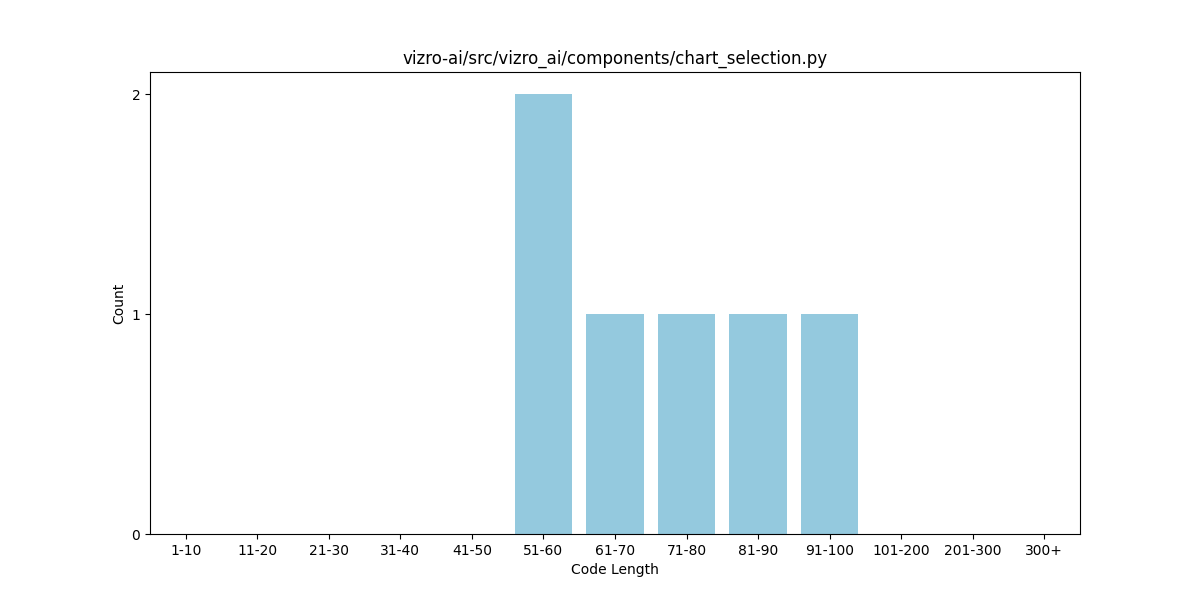 vizro-ai/src/vizro_ai/components/chart_selection.py
2
1
0
Count
1-10 11-20 21-30 31-40 41-50 51-60 61-70 71-80 81-90 91-100 101-200 201-300 300+
Code Length